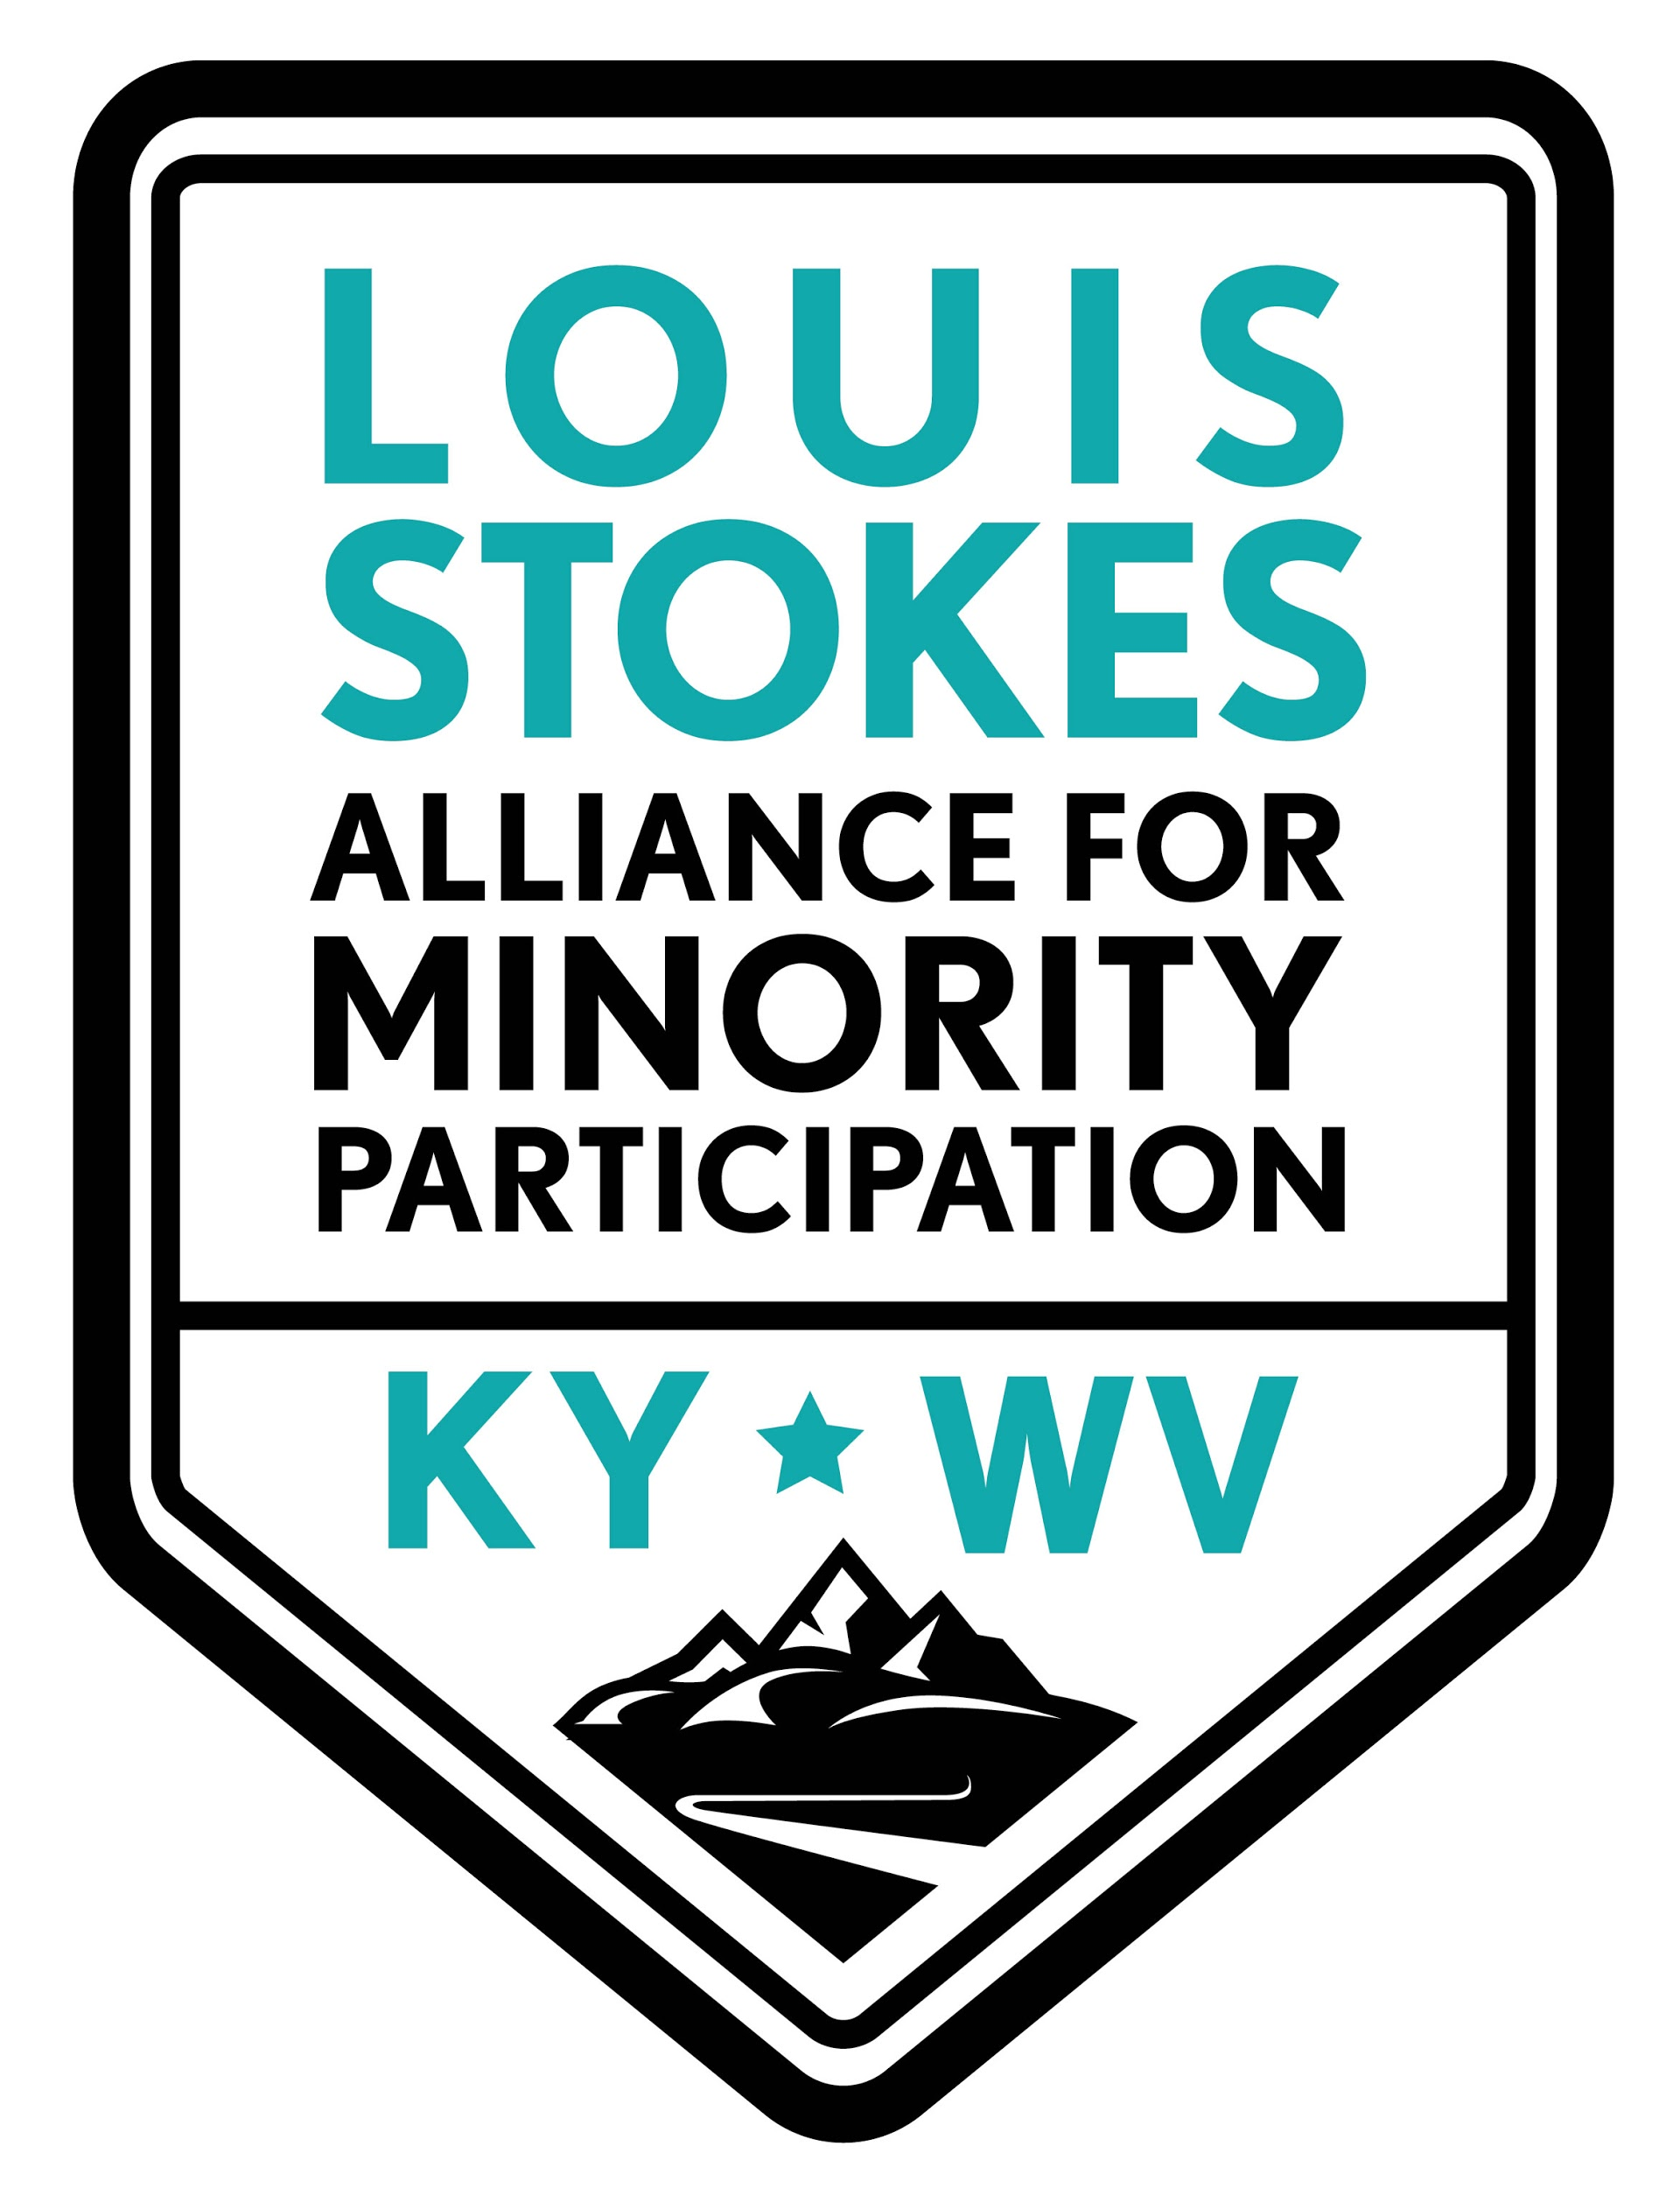 LOUIS
STOKES
ALLIANCE FOR
MINORITY
PARTICIPATION
KY ★ WV